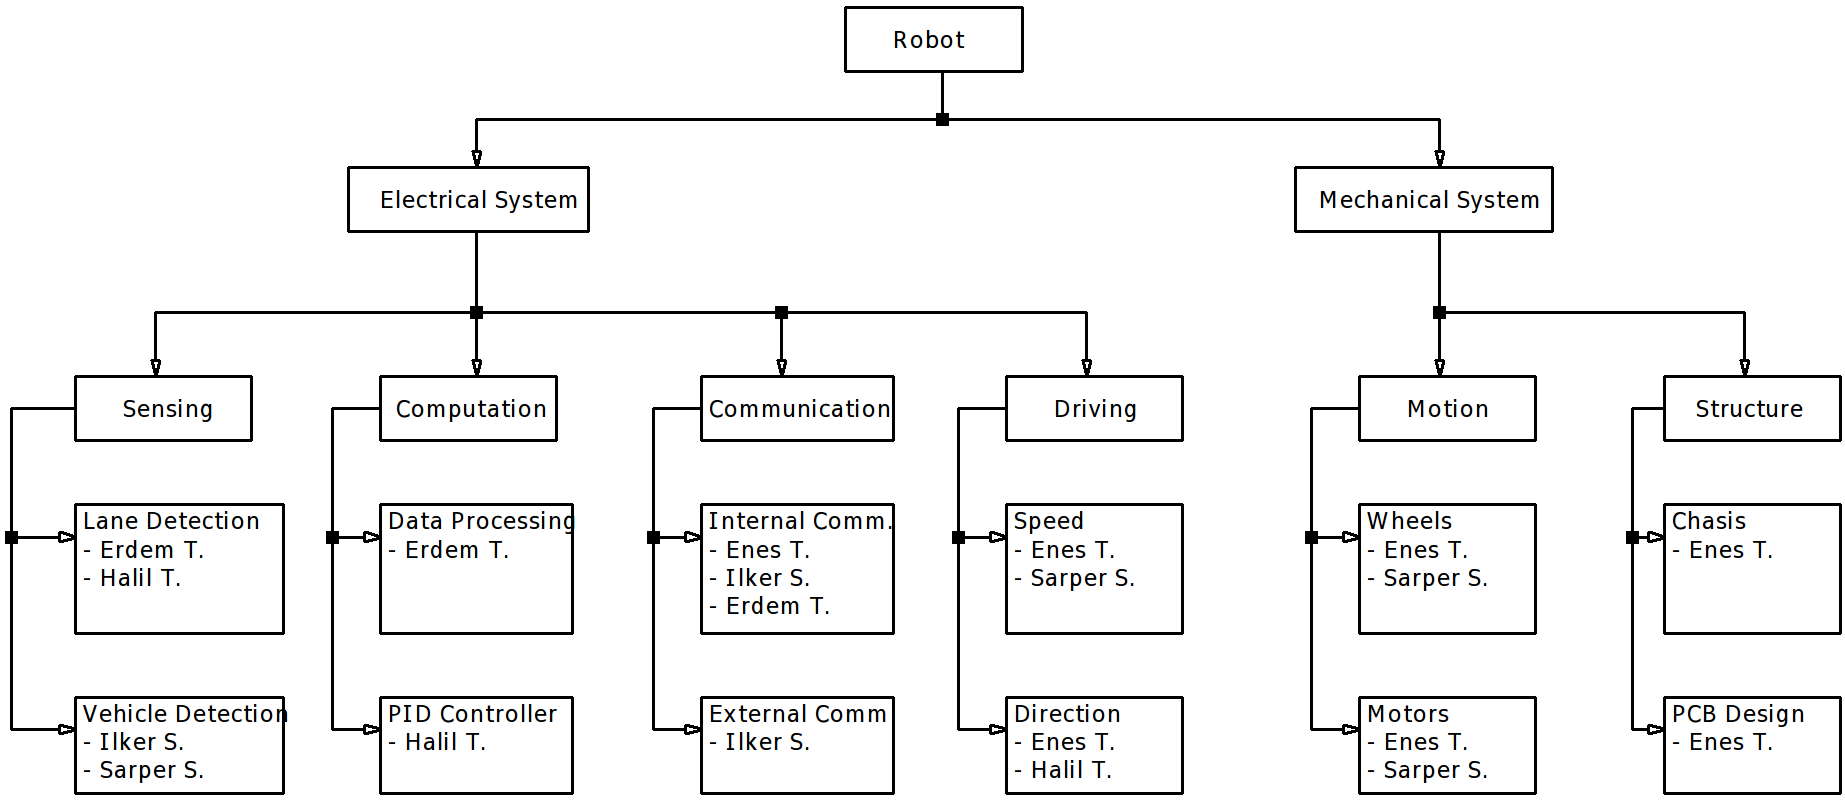 Robot
Electrical System
Mechanical System
Sensing
Computation
Communication
Driving
Motion
Structure
Lane Detection
- Erdem T.
- Halil T.
Data Processing
- Erdem T.
Internal Comm.
- Enes T.
- Ilker S.
- Erdem T.
Speed
- Enes T.
- Sarper S.
Wheels
- Enes T.
- Sarper S.
Chasis
- Enes T.
Vehicle Detection
- Ilker S.
- Sarper S.
PID Controller
- Halil T.
External Comm
- Ilker S.
Direction
- Enes T.
- Halil T.
Motors
- Enes T.
- Sarper S.
PCB Design
- Enes T.